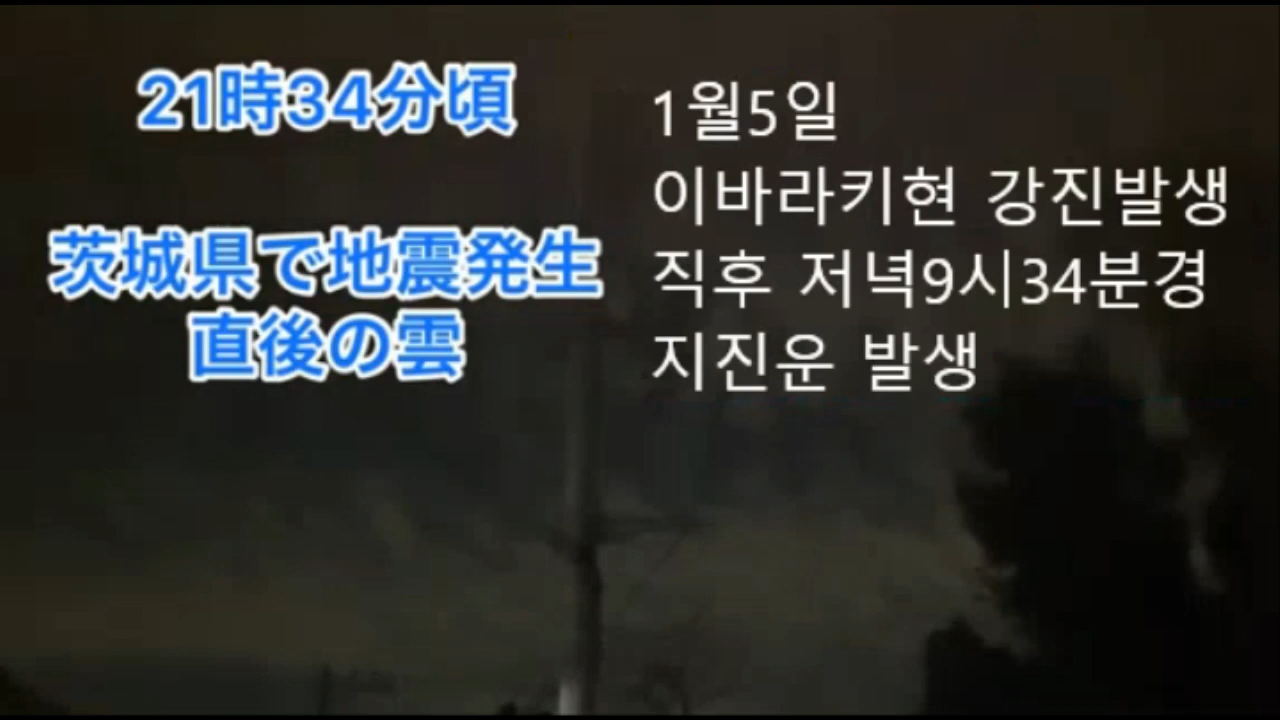 21時34分頃
茨城県で地震発生
直後の雲
1월5일
이바라키현 강진발생
직후 저녁9시34분경
지진운 발생